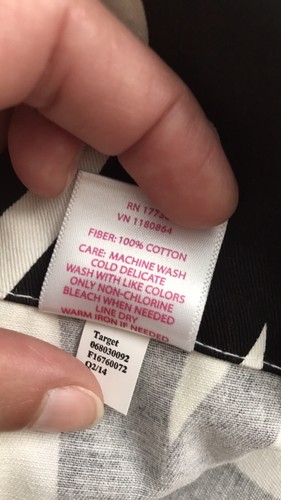 RN
VN 1180864
FIBER: 100% COTTON
CARE: MACHINE WASH
COLD DELICATE
WASH WITH LIKE COLORS
ONLY NON-CHLORINE
BLEACH WHEN NEEDED
LINE DRY
WARM IRON IF NEEDED
Target
068030092
F16760072
Q2/14